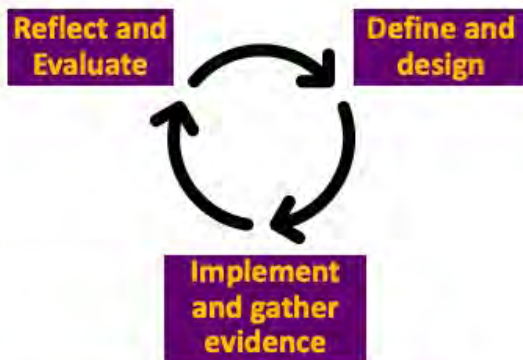 Reflect and
Evaluate
Define and
design
Implement
and gather
evidence